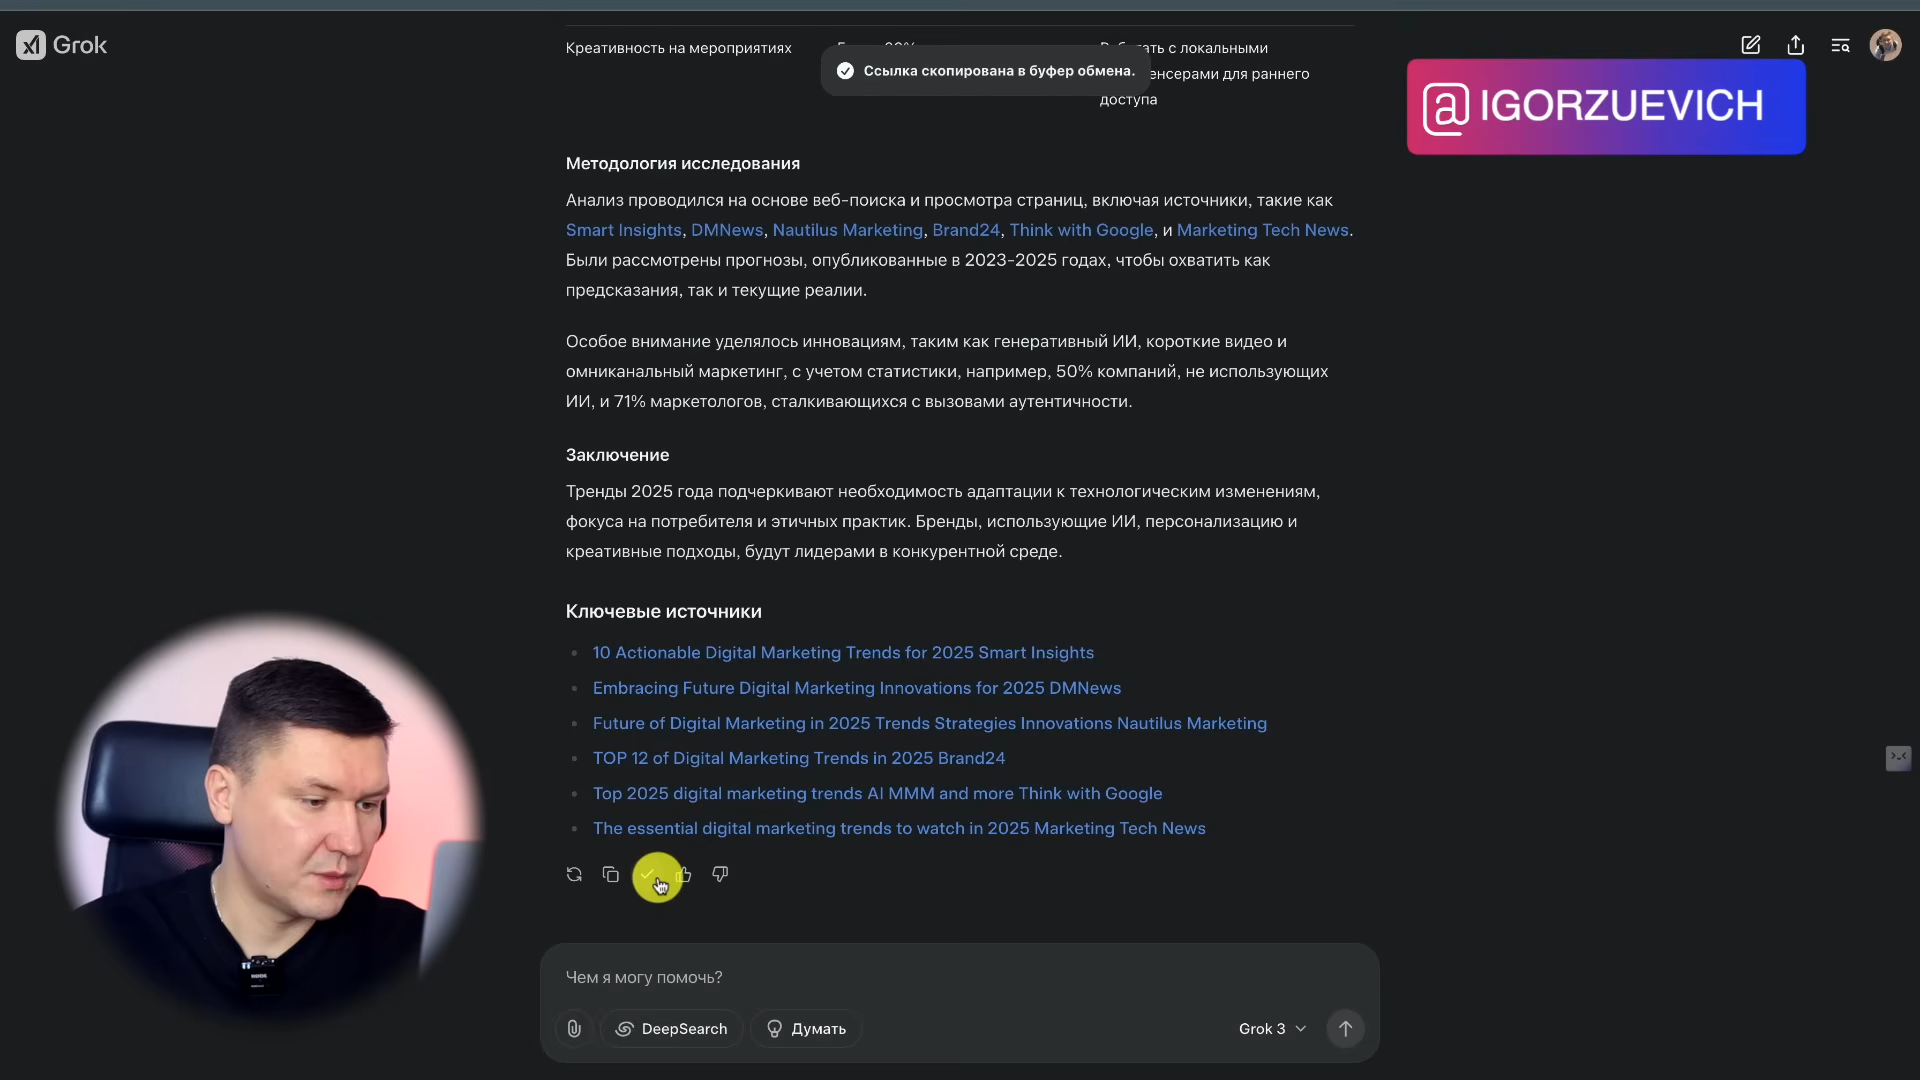 Grok
Креативность на мероприятиях
с локальными
Ссылка скопирована в буфер обмена.
для раннего
доступа
@IGORZUEVICH
Методология исследования
Анализ проводился на основе веб-поиска и просмотра страниц, включая источники, такие как
Smart Insights, DMNews, Nautilus Marketing, Brand24, Think with Google, и Marketing Tech News.
Были рассмотрены прогнозы, опубликованные в 2023-2025 годах, чтобы охватить как
предсказания, так и текущие реалии.
Особое внимание уделялось инновациям, таким как генеративный ИИ, короткие видео и
омниканальный маркетинг, с учетом статистики, например, 50% компаний, не использующих
ИИ, и 71% маркетологов, сталкивающихся с вызовами аутентичности.
Заключение
Тренды 2025 года подчеркивают необходимость адаптации к технологическим изменениям,
фокуса на потребителя и этичных практик. Бренды, использующие ИИ, персонализацию и
креативные подходы, будут лидерами в конкурентной среде.
Ключевые источники
10 Actionable Digital Marketing Trends for 2025 Smart Insights
Embracing Future Digital Marketing Innovations for 2025 DMNews
Future of Digital Marketing in 2025 Trends Strategies Innovations Nautilus Marketing
TOP 12 of Digital Marketing Trends in 2025 Brand24
Top 2025 digital marketing trends AI MMM and more Think with Google
The essential digital marketing trends to watch in 2025 Marketing Tech News
Чем я могу помочь?
DeepSearch
Думать
Grok 3